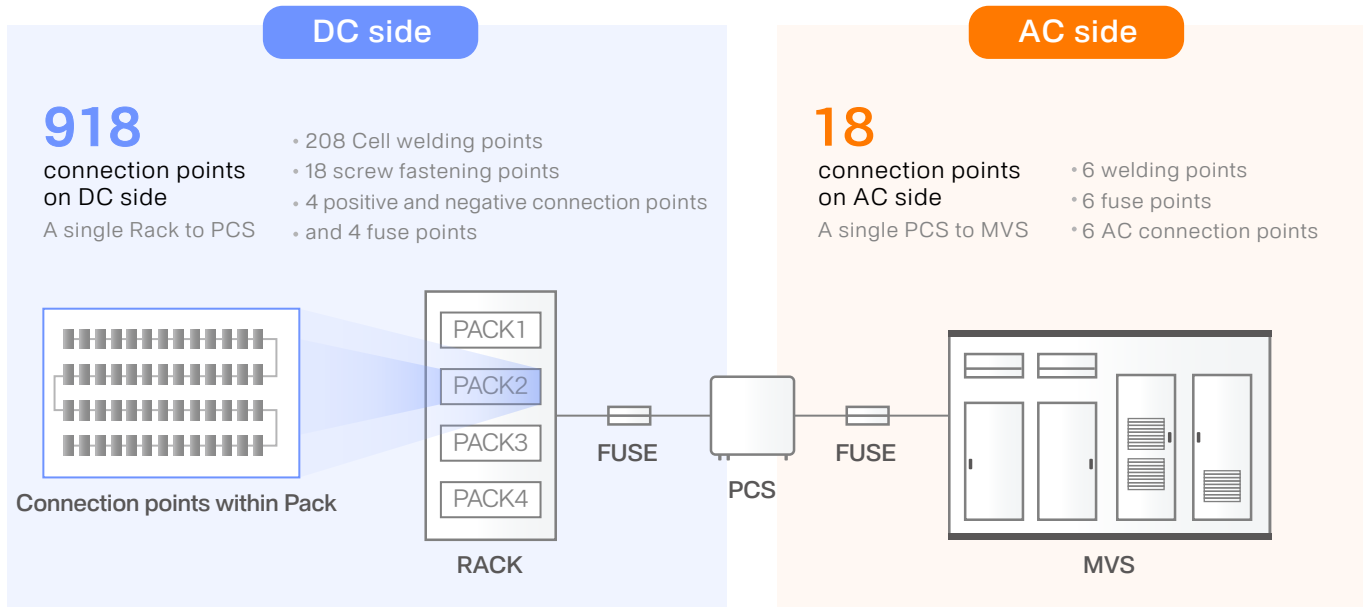 DC side
AC side
918
connection points
on DC side
A single Rack to PCS
• 208 Cell welding points
• 18 screw fastening points
• 4 positive and negative connection points
• and 4 fuse points
18
connection points
on AC side
A single PCS to MVS
• 6 welding points
• 6 fuse points
• 6 AC connection points
PACK1
PACK2
PACK3
PACK4
FUSE
FUSE
PCS
Connection points within Pack
RACK
MVS